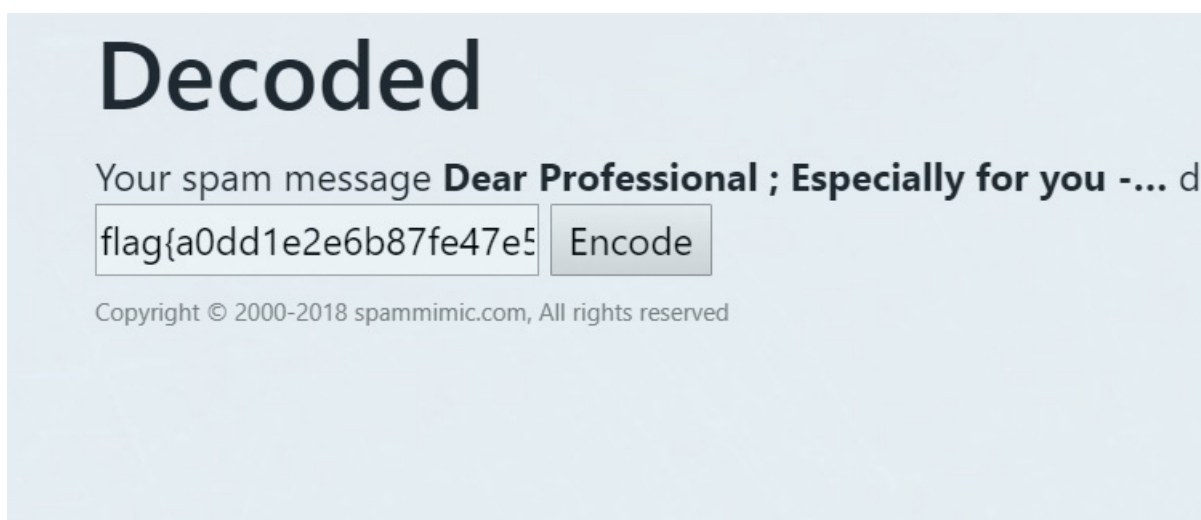 Decoded
Your spam message Dear Professional ; Especially for you -... d
flag{a0dd1e2e6b87fe47e5 Encode
Copyright © 2000-2018 spammimic.com, All rights reserved